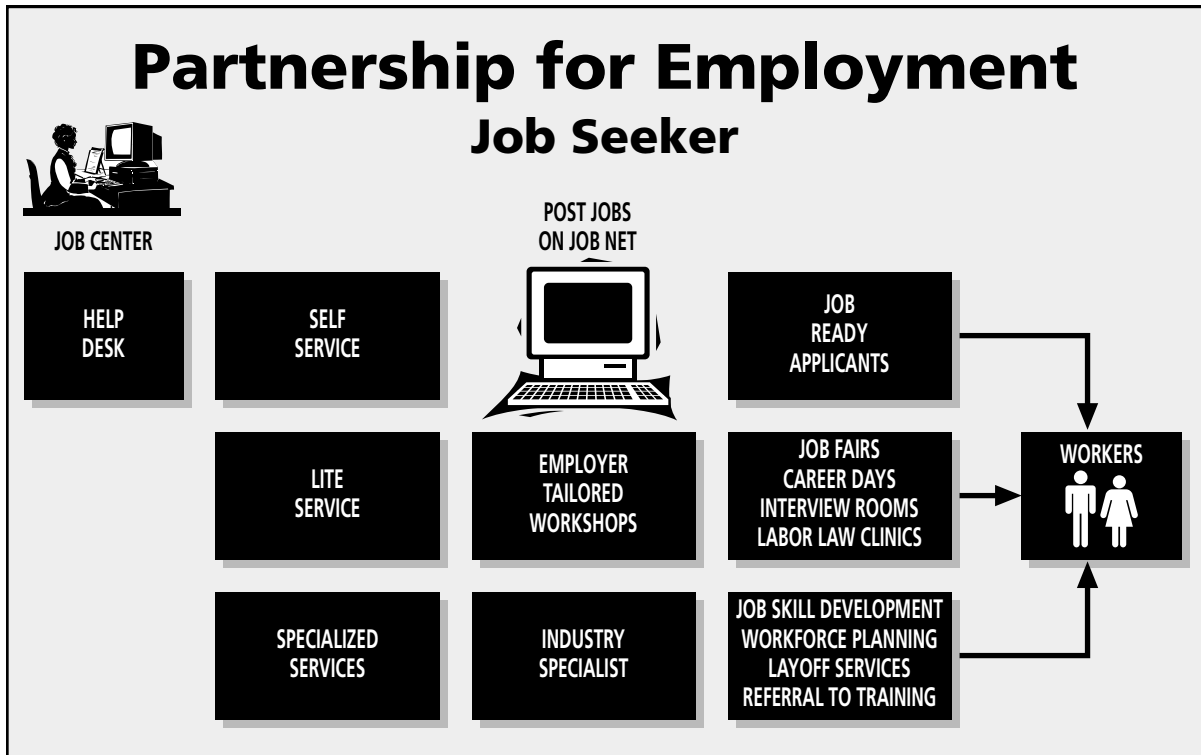 Partnership for Employment
Job Seeker
JOB CENTER
POST JOBS
ON JOB NET
HELP
DESK
SELF
SERVICE
JOB
READY
APPLICANTS
LITE
SERVICE
EMPLOYER
TAILORED
WORKSHOPS
JOB FAIRS
CAREER DAYS
INTERVIEW ROOMS
LABOR LAW CLINICS
WORKERS
SPECIALIZED
SERVICES
INDUSTRY
SPECIALIST
JOB SKILL DEVELOPMENT
WORKFORCE PLANNING
LAYOFF SERVICES
REFERRAL TO TRAINING